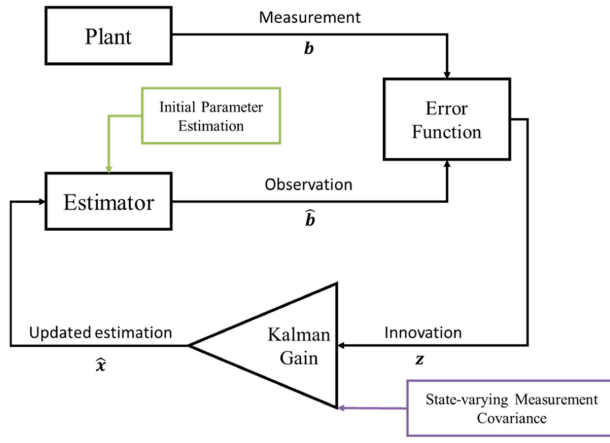 Plant
Measurement
b
Initial Parameter
Estimation
Error
Function
Estimator
Observation
b̂
Updated estimation
x̂
Kalman
Gain
Innovation
z
State-varying Measurement
Covariance